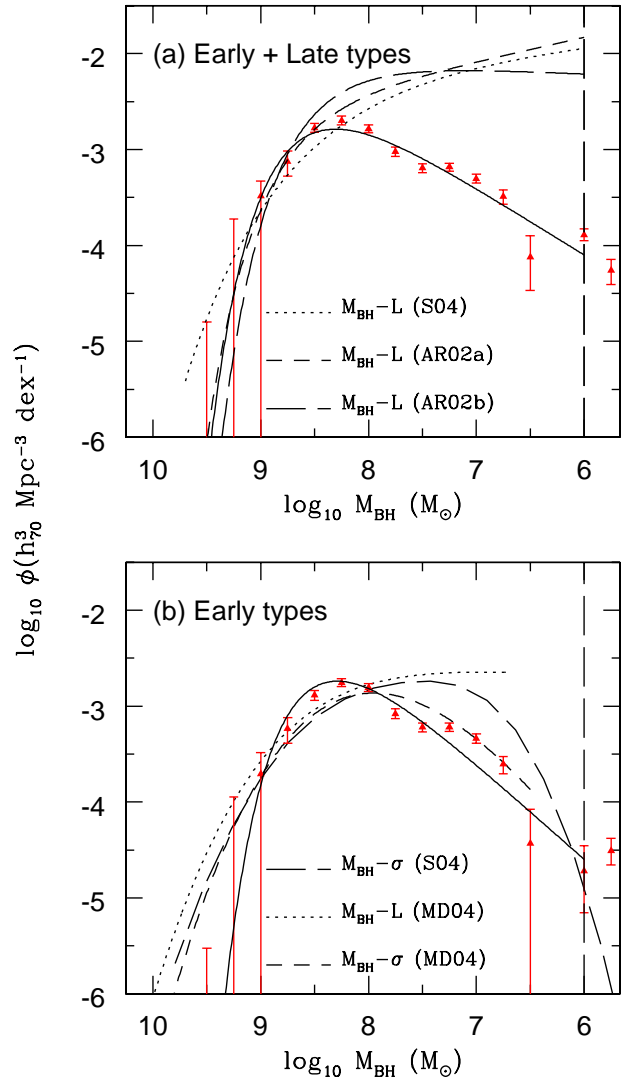 (a) Early + Late types
-2
-3
-4
-5
-6
M_BH−L (S04)
M_BH−L (AR02a)
M_BH−L (AR02b)
10 9 8 7 6
log₁₀ M_BH (M_⊙)
log₁₀ ϕ(h³₇₀ Mpc⁻³ dex⁻¹)
(b) Early types
-2
-3
-4
-5
-6
M_BH−σ (S04)
M_BH−L (MD04)
M_BH−σ (MD04)
10 9 8 7 6
log₁₀ M_BH (M_⊙)